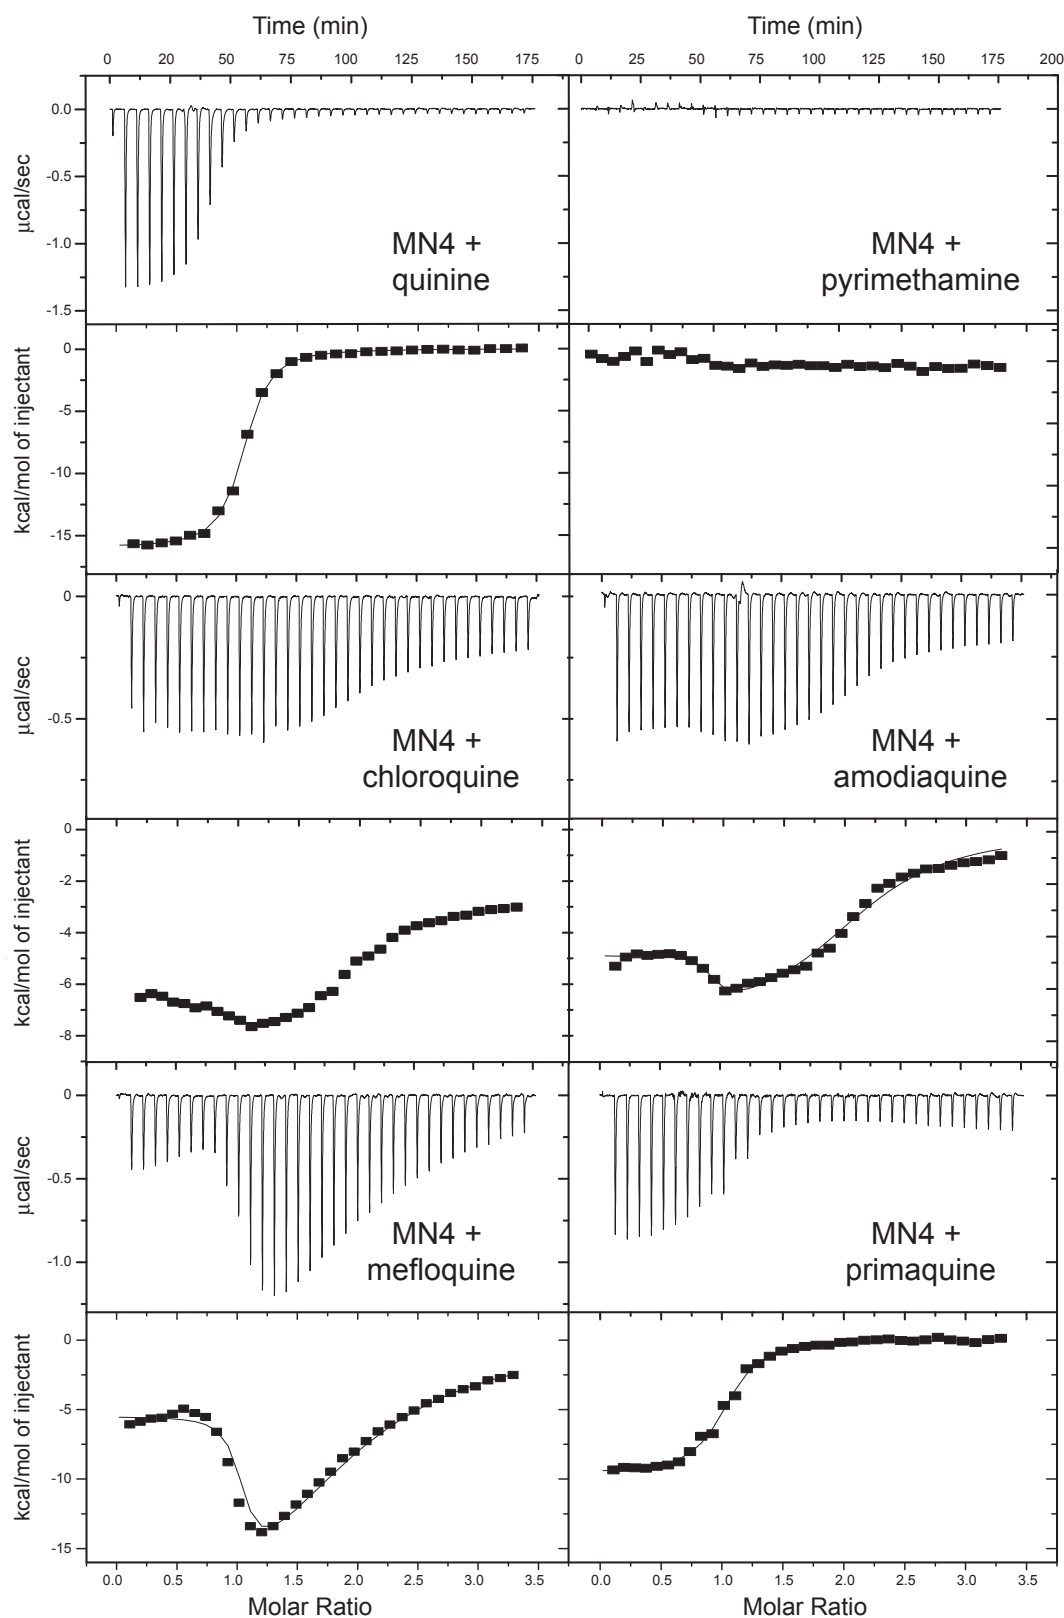 Time (min)
Time (min)
0 20 35 50 75 100 125 150 175
0 25 50 75 100 125 150 175 200
0.0
-0.5
-1.0
-1.5
µcal/sec
MN4 +
quinine
MN4 +
pyrimethamine
0
-5
-10
-15
kcal/mol of injectant
0
-0.5
µcal/sec
MN4 +
chloroquine
MN4 +
amodiaquine
0
-2
-4
-6
-8
kcal/mol of injectant
0
-0.5
-1.0
µcal/sec
MN4 +
mefloquine
MN4 +
primaquine
0
-5
-10
-15
kcal/mol of injectant
0.0 0.5 1.0 1.5 2.0 2.5 3.0 3.5
0.0 0.5 1.0 1.5 2.0 2.5 3.0 3.5
Molar Ratio
Molar Ratio